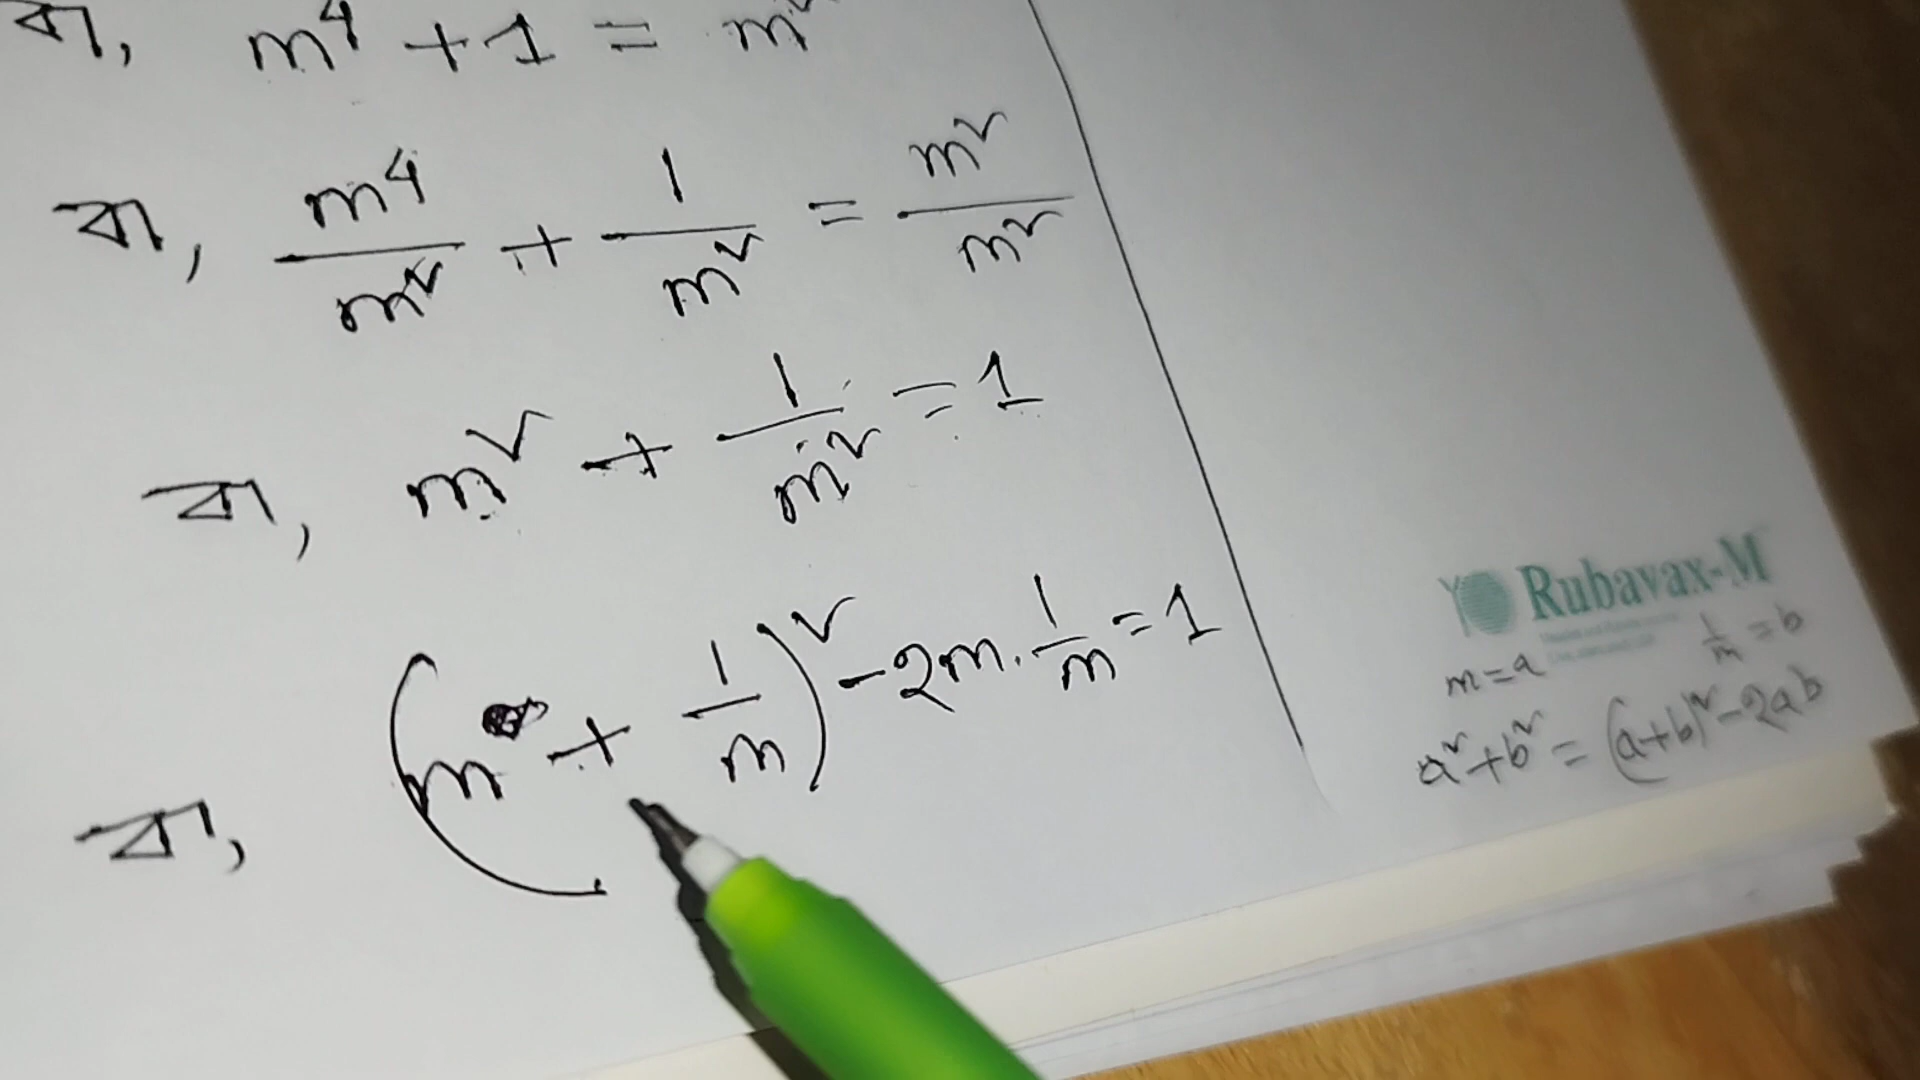 বা, m⁴ + 1 = m²
বা, m⁴/m² + 1/m² = m²/m²
বা, m² + 1/m² = 1
বা, (m + 1/m)² - 2m. 1/m = 1
Rubavax-M
m = a 1/m = b
a² + b² = (a+b)² - 2ab